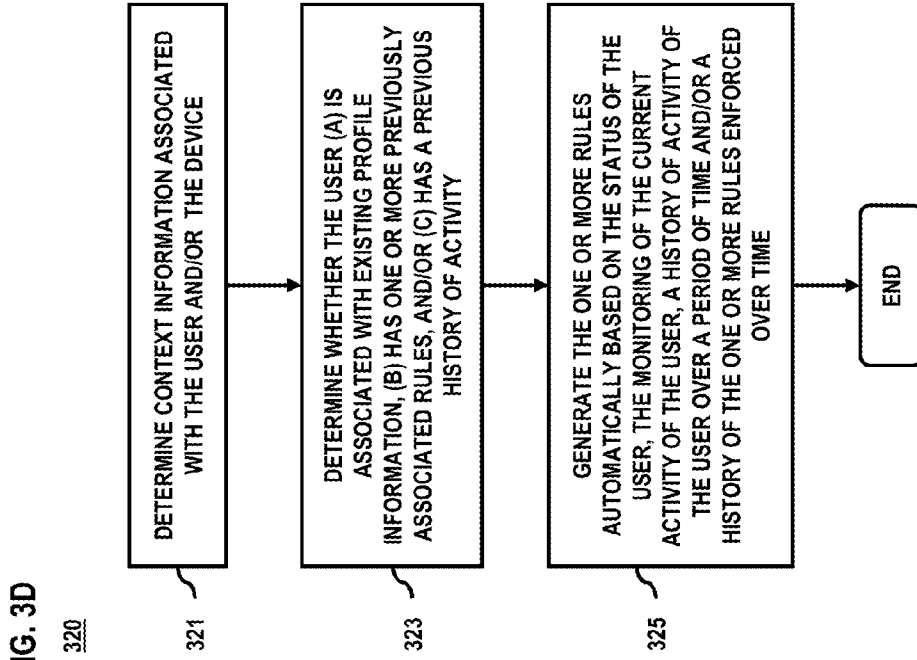 IG. 3D
320
321
DETERMINE CONTEXT INFORMATION ASSOCIATED
WITH THE USER AND/OR THE DEVICE
323
DETERMINE WHETHER THE USER (A) IS
ASSOCIATED WITH EXISTING PROFILE
INFORMATION, (B) HAS ONE OR MORE PREVIOUSLY
ASSOCIATED RULES, AND/OR (C) HAS A PREVIOUS
HISTORY OF ACTIVITY
325
GENERATE THE ONE OR MORE RULES
AUTOMATICALLY BASED ON THE STATUS OF THE
USER, THE MONITORING OF THE CURRENT
ACTIVITY OF THE USER, A HISTORY OF ACTIVITY OF
THE USER OVER A PERIOD OF TIME AND/OR A
HISTORY OF THE ONE OR MORE RULES ENFORCED
OVER TIME
END